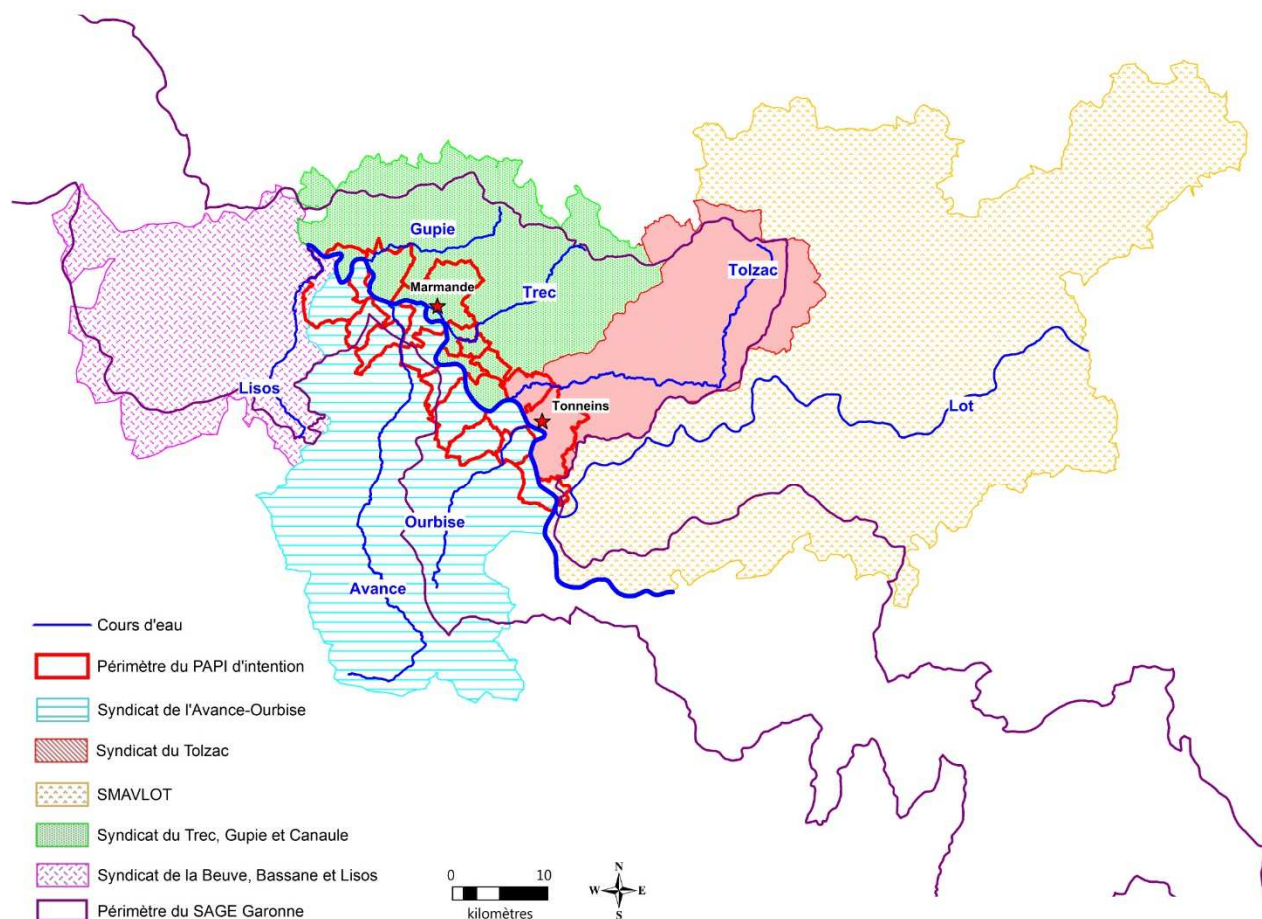 Gupie
Tolzac
Marmande
Trec
Lisos
Tonneins
Lot
Ourbise
Avance
Cours d'eau
Périmètre du PAPI d'intention
Syndicat de l'Avance-Ourbise
Syndicat du Tolzac
SMAVLOT
Syndicat du Trec, Gupie et Canaule
Syndicat de la Beuve, Bassane et Lisos
Périmètre du SAGE Garonne
0 10
kilomètres
N
W E
S